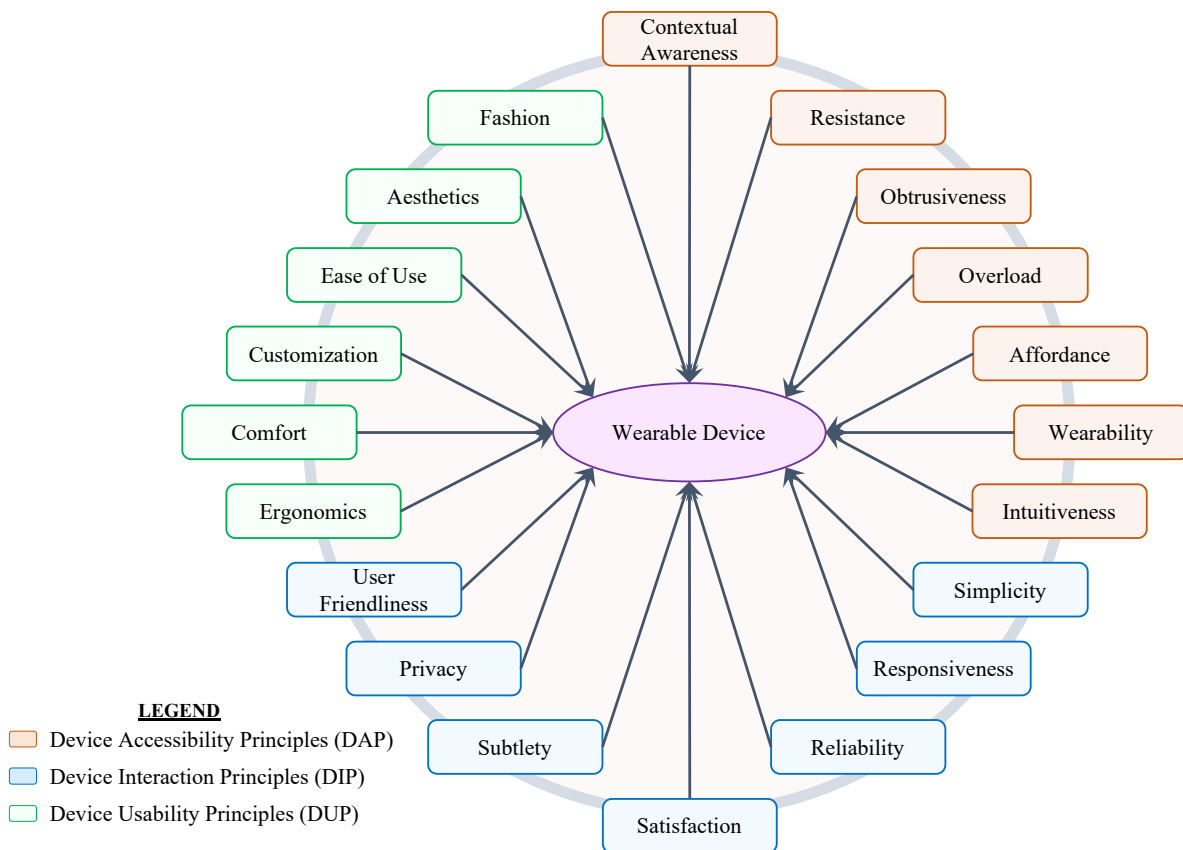 Contextual
Awareness
Fashion
Resistance
Aesthetics
Obtrusiveness
Ease of Use
Overload
Customization
Affordance
Comfort
Wearable Device
Wearability
Ergonomics
Intuitiveness
User
Friendliness
Simplicity
Privacy
Responsiveness
Subtlety
Reliability
Satisfaction
LEGEND
Device Accessibility Principles (DAP)
Device Interaction Principles (DIP)
Device Usability Principles (DUP)